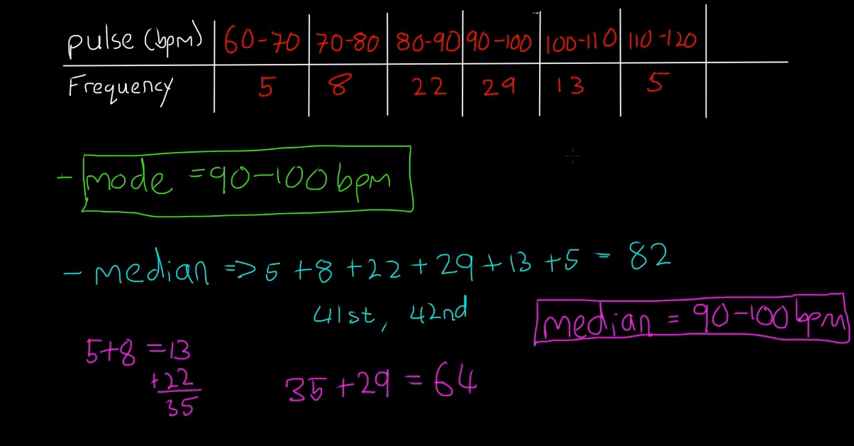 pulse (bpm) 60-70 70-80 80-90 90-100 100-110 110-120
Frequency 5 8 22 29 13 5
- mode = 90-100 bpm
- median => 5 + 8 + 22 + 29 + 13 + 5 = 82
41st, 42nd
median = 90-100 bpm
5+8 = 13
+22
35
35 + 29 = 64